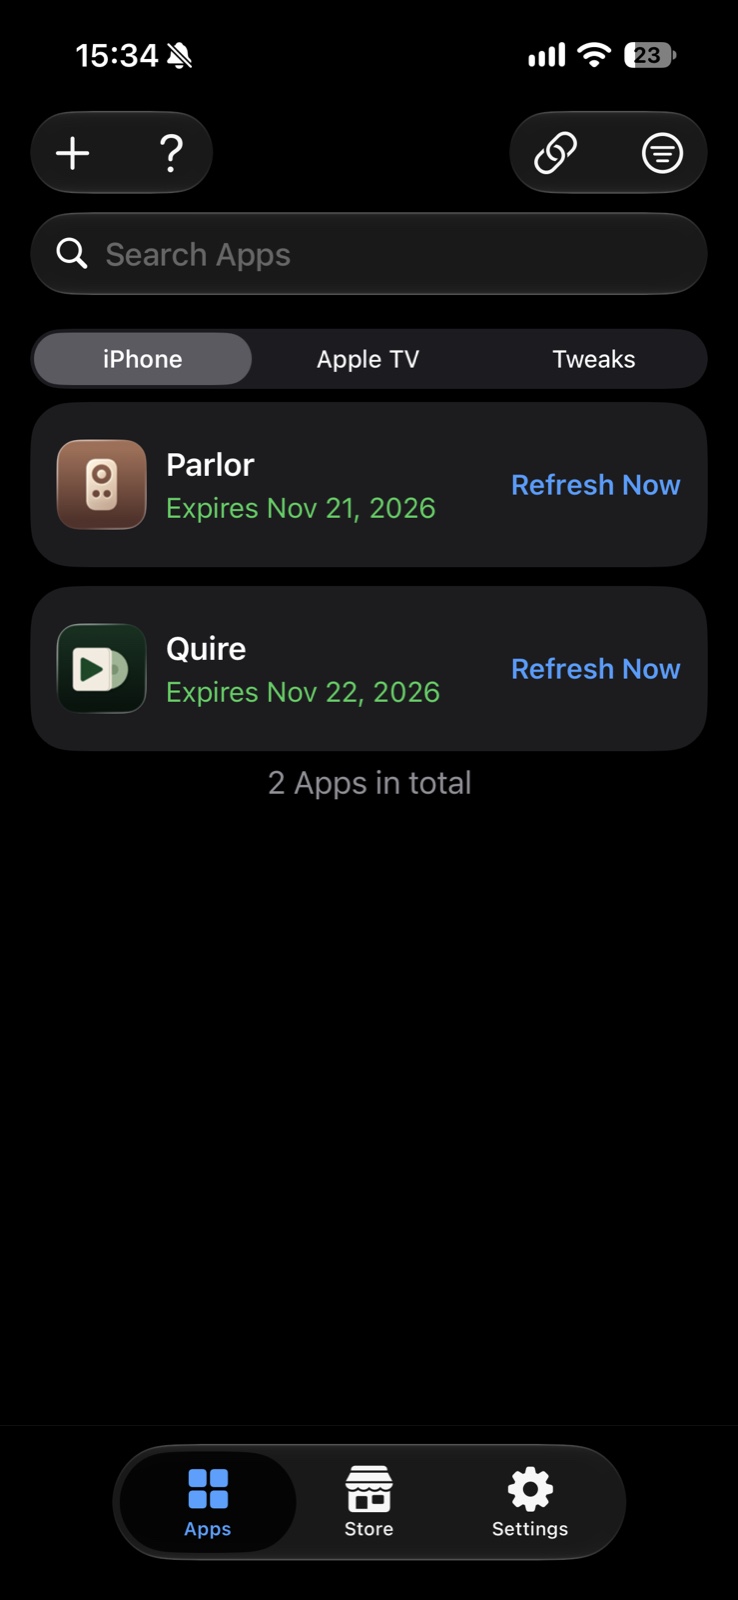 15:34
23
Search Apps
iPhone
Apple TV
Tweaks
Parlor
Expires Nov 21, 2026
Refresh Now
Quire
Expires Nov 22, 2026
Refresh Now
2 Apps in total
Apps
Store
Settings